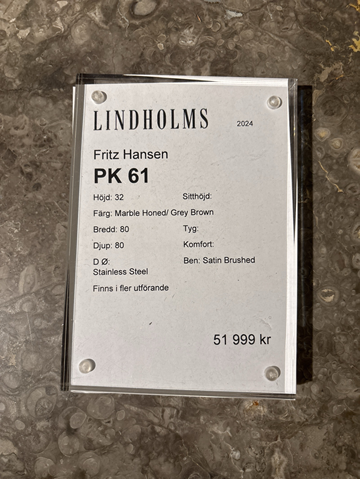 LINDHOLMS 2024
Fritz Hansen
PK 61
Höjd: 32 Sitthöjd:
Färg: Marble Honed/ Grey Brown
Bredd: 80 Tyg:
Djup: 80 Komfort:
D Ø: Ben: Satin Brushed
Stainless Steel
Finns i fler utförande
51 999 kr